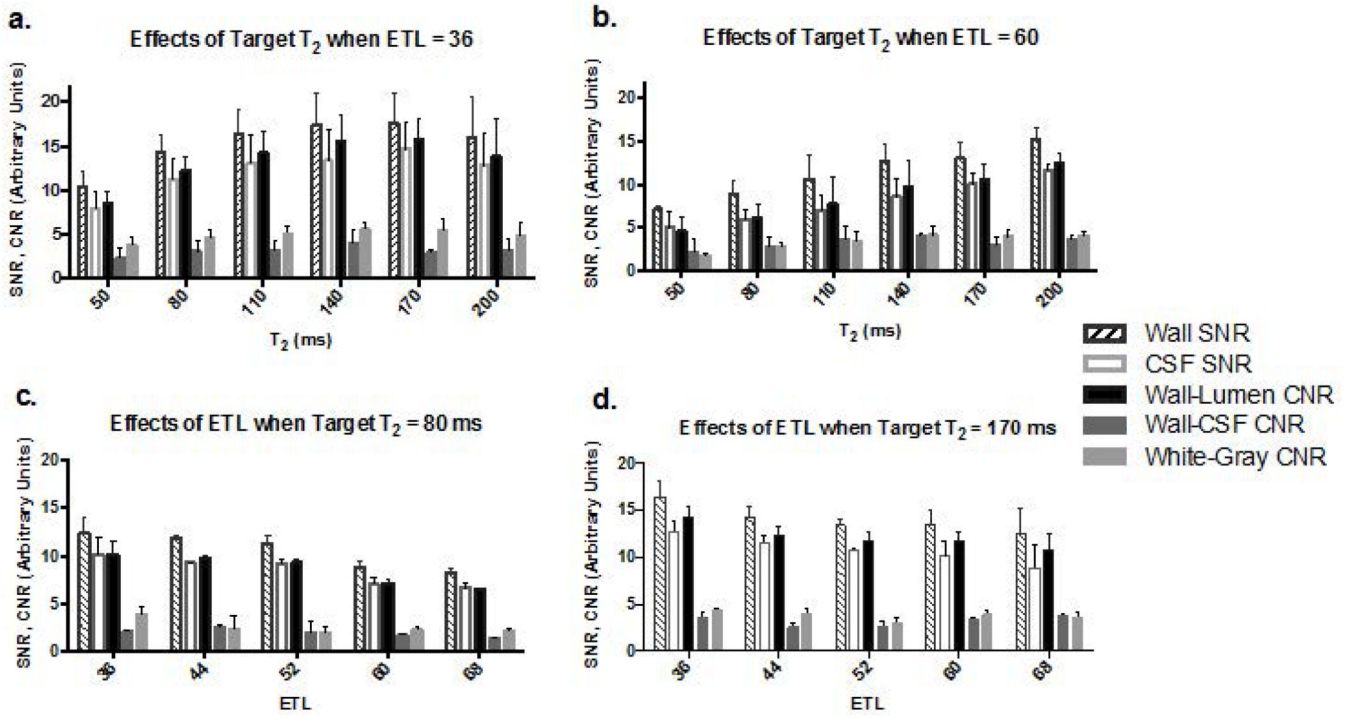 a.
Effects of Target T2 when ETL = 36
SNR, CNR (Arbitrary Units)
20
15
10
5
0
50
80
110
140
170
200
T2 (ms)
b.
Effects of Target T2 when ETL = 60
SNR, CNR (Arbitrary Units)
20
15
10
5
0
50
80
110
140
170
200
T2 (ms)
Wall SNR
CSF SNR
Wall-Lumen CNR
Wall-CSF CNR
White-Gray CNR
c.
Effects of ETL when Target T2 = 80 ms
SNR, CNR (Arbitrary Units)
20
15
10
5
0
36
44
52
60
68
ETL
d.
Effects of ETL when Target T2 = 170 ms
SNR, CNR (Arbitrary Units)
20
15
10
5
0
36
44
52
60
68
ETL